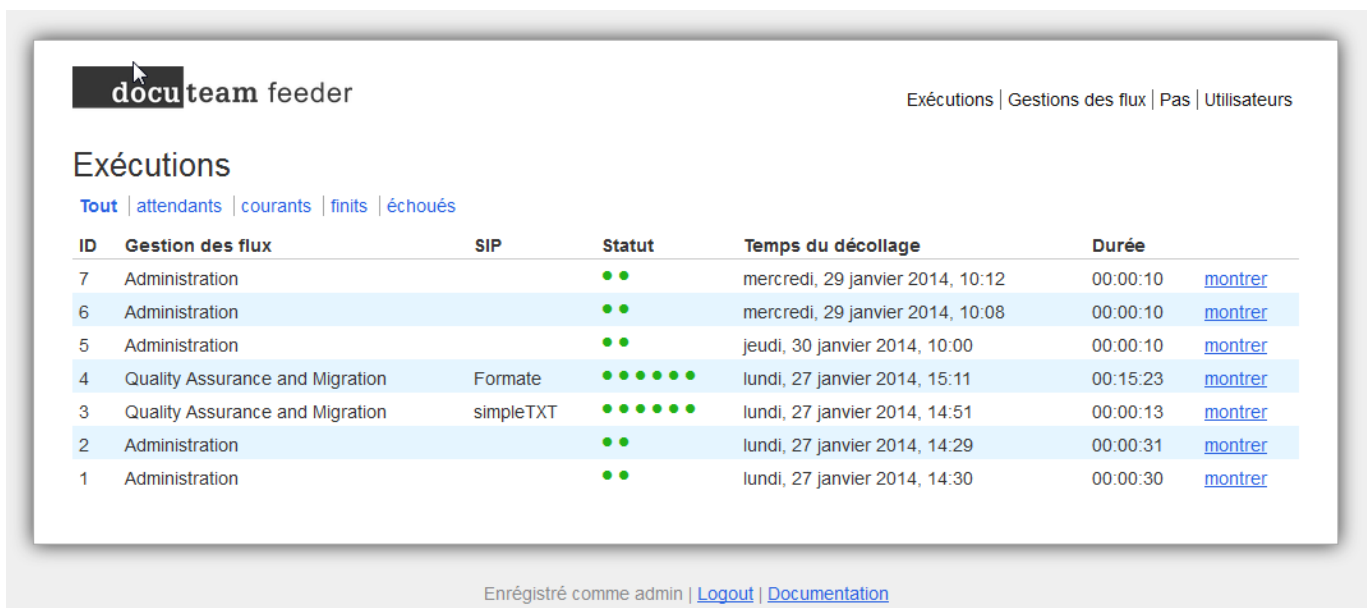 docuteam feeder
Exécutions | Gestions des flux | Pas | Utilisateurs
Exécutions
Tout | attendants | courants | finits | échoués
ID Gestion des flux SIP Statut Temps du décollage Durée
7 Administration mercredi, 29 janvier 2014, 10:12 00:00:10 montrer
6 Administration mercredi, 29 janvier 2014, 10:08 00:00:10 montrer
5 Administration jeudi, 30 janvier 2014, 10:00 00:00:10 montrer
4 Quality Assurance and Migration Formate lundi, 27 janvier 2014, 15:11 00:15:23 montrer
3 Quality Assurance and Migration simpleTXT lundi, 27 janvier 2014, 14:51 00:00:13 montrer
2 Administration lundi, 27 janvier 2014, 14:29 00:00:31 montrer
1 Administration lundi, 27 janvier 2014, 14:30 00:00:30 montrer
Enrégistré comme admin | Logout | Documentation